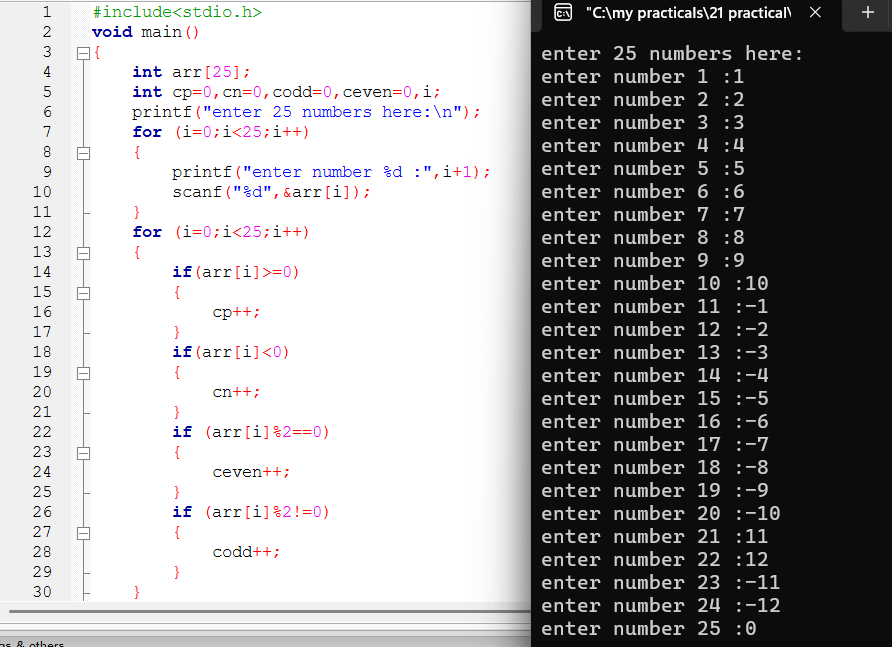 1 #include<stdio.h>
2 void main()
3 {
4 int arr[25];
5 int cp=0,cn=0,codd=0,ceven=0,i;
6 printf("enter 25 numbers here:\n");
7 for (i=0;i<25;i++)
8 {
9 printf("enter number %d :",i+1);
10 scanf("%d",&arr[i]);
11 }
12 for (i=0;i<25;i++)
13 {
14 if(arr[i]>=0)
15 {
16 cp++;
17 }
18 if(arr[i]<0)
19 {
20 cn++;
21 }
22 if (arr[i]%2==0)
23 {
24 ceven++;
25 }
26 if (arr[i]%2!=0)
27 {
28 codd++;
29 }
30 }
& others
"C:\my practicals\21 practical\
enter 25 numbers here:
enter number 1 :1
enter number 2 :2
enter number 3 :3
enter number 4 :4
enter number 5 :5
enter number 6 :6
enter number 7 :7
enter number 8 :8
enter number 9 :9
enter number 10 :10
enter number 11 :-1
enter number 12 :-2
enter number 13 :-3
enter number 14 :-4
enter number 15 :-5
enter number 16 :-6
enter number 17 :-7
enter number 18 :-8
enter number 19 :-9
enter number 20 :-10
enter number 21 :11
enter number 22 :12
enter number 23 :-11
enter number 24 :-12
enter number 25 :0